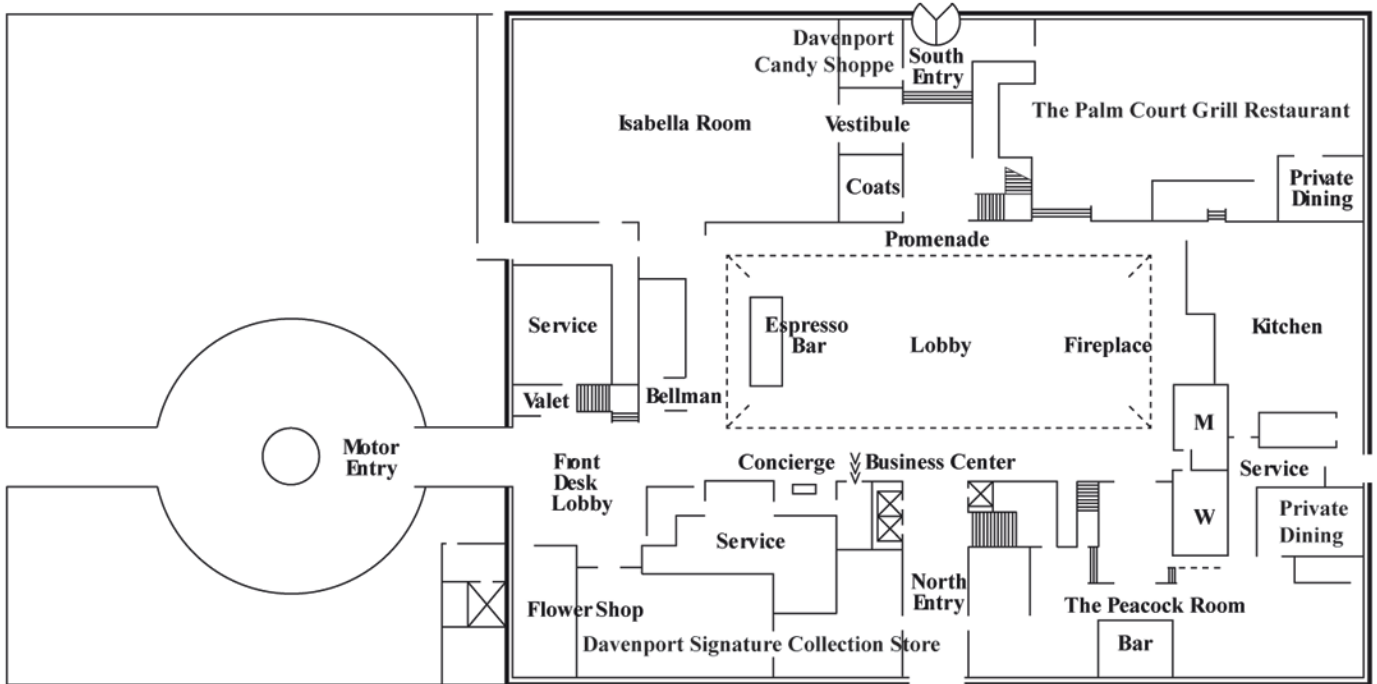 Davenport
Candy Shoppe
South
Entry
The Palm Court Grill Restaurant
Isabella Room
Vestibule
Coats
Private
Dining
Promenade
Service
Espresso
Bar
Lobby
Fireplace
Kitchen
Valet
Bellman
M
Motor
Entry
Front
Desk
Lobby
Concierge
Business Center
Service
W
Private
Dining
Service
North
Entry
Flower Shop
The Peacock Room
Davenport Signature Collection Store
Bar